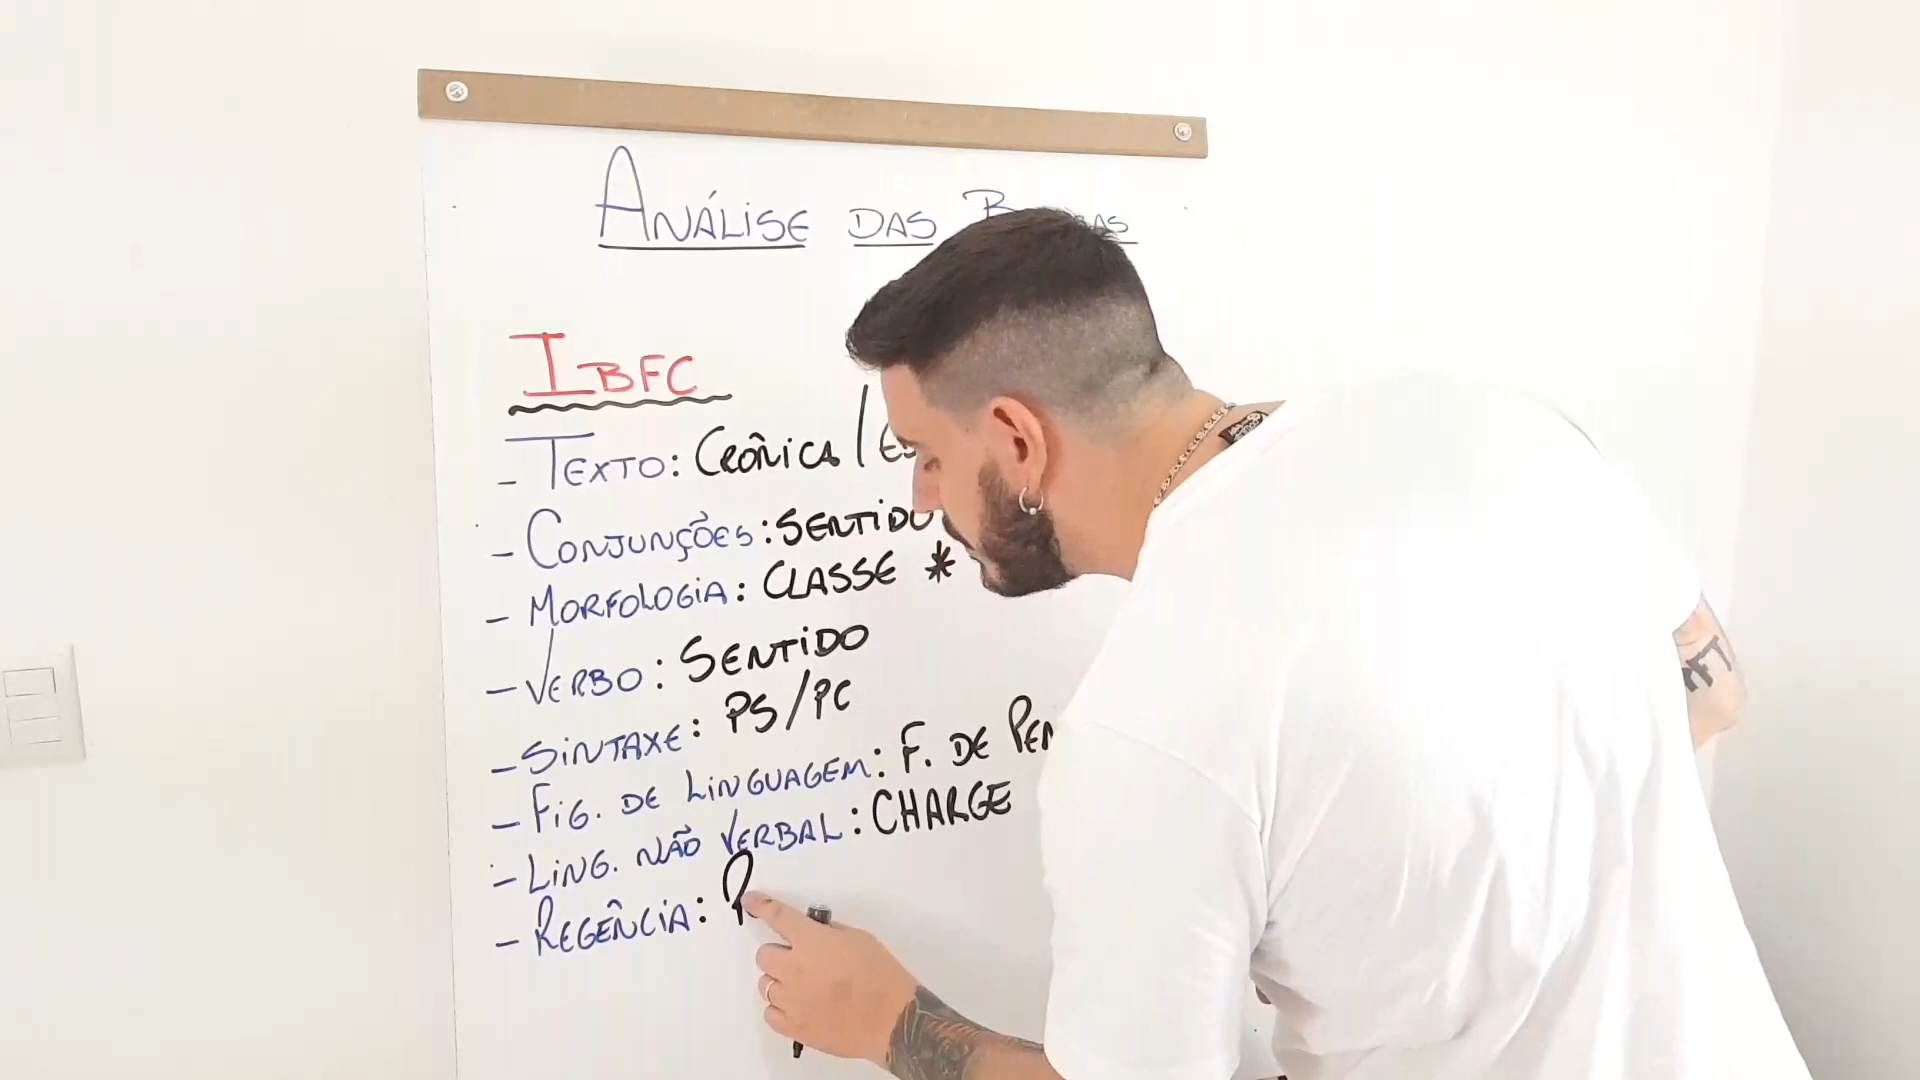 Análise das
IBFC
- Texto: Crônica /
- Conjunções: Sentido
- Morfologia: Classe *
- Verbo: Sentido
- Sintaxe: PS/PC
- Fig. de Linguagem: F. de
- Ling. não Verbal: Charge
- Regência: